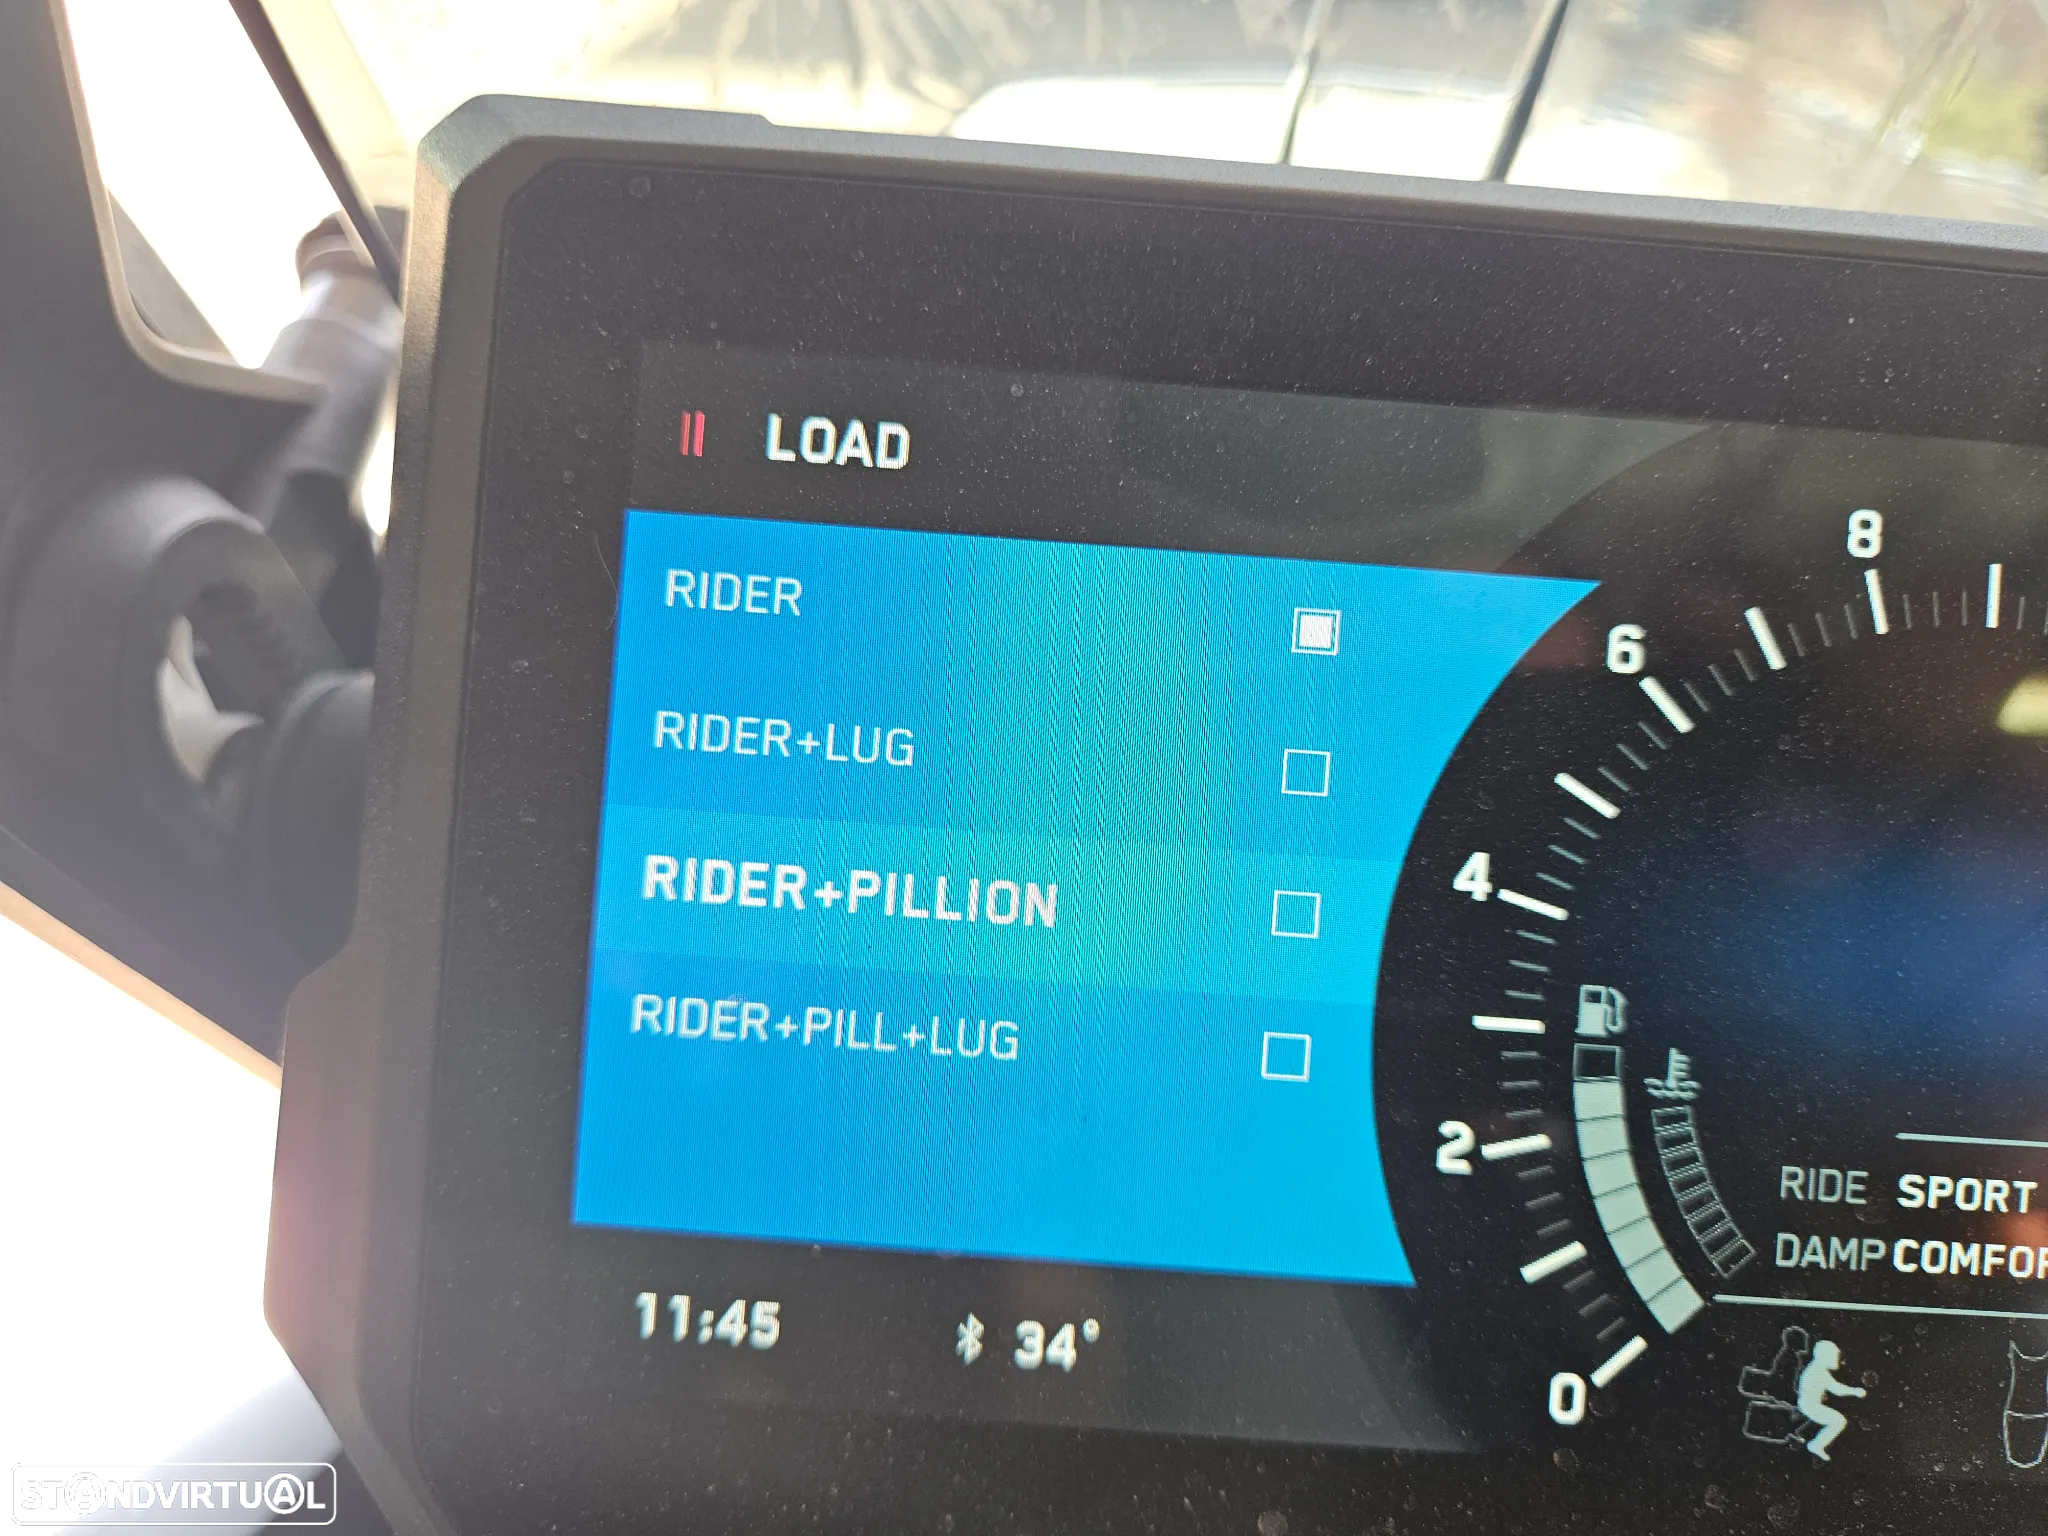 LOAD
RIDER
RIDER+LUG
RIDER+PILLION
RIDER+PILL+LUG
11:45
34°
8
6
4
2
0
RIDE SPORT
DAMP COMFOR
STANDVIRTUAL